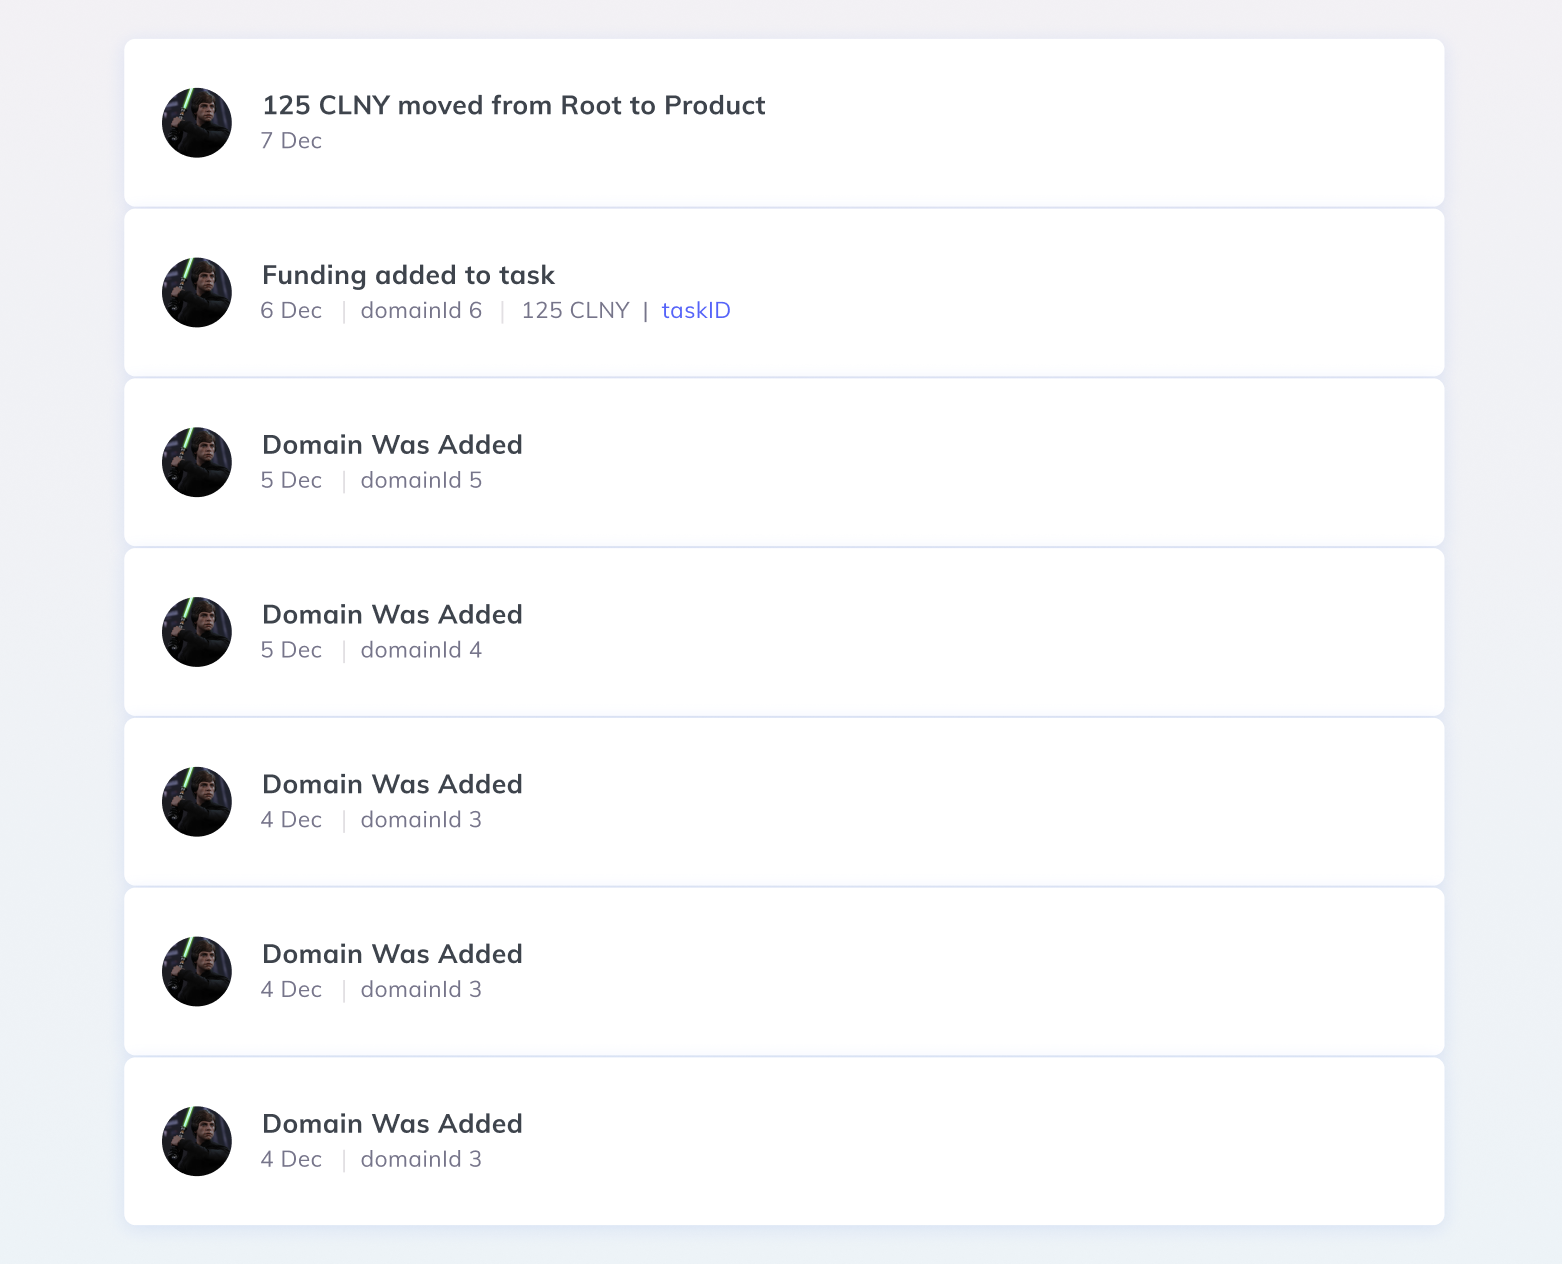 125 CLNY moved from Root to Product
7 Dec
Funding added to task
6 Dec | domainId 6 | 125 CLNY | taskID
Domain Was Added
5 Dec | domainId 5
Domain Was Added
5 Dec | domainId 4
Domain Was Added
4 Dec | domainId 3
Domain Was Added
4 Dec | domainId 3
Domain Was Added
4 Dec | domainId 3